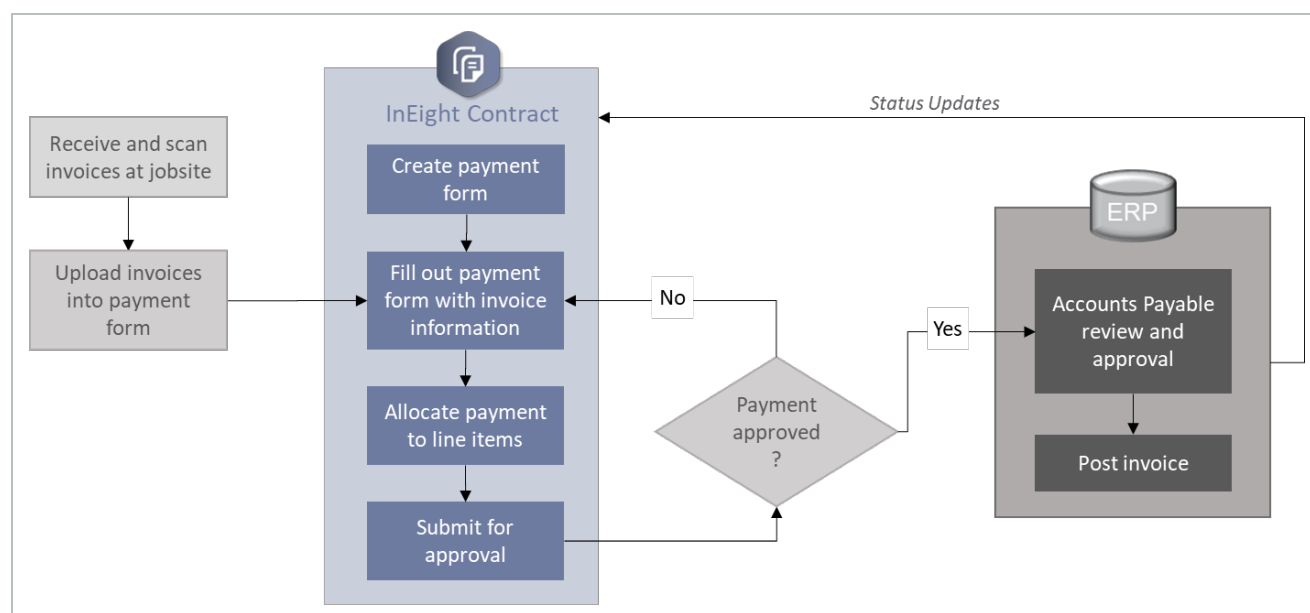 Receive and scan
invoices at jobsite
Upload invoices
into payment
form
InEight Contract
Create payment
form
Fill out payment
form with invoice
information
Allocate payment
to line items
Submit for
approval
No
Payment
approved
?
Yes
Status Updates
ERP
Accounts Payable
review and
approval
Post invoice